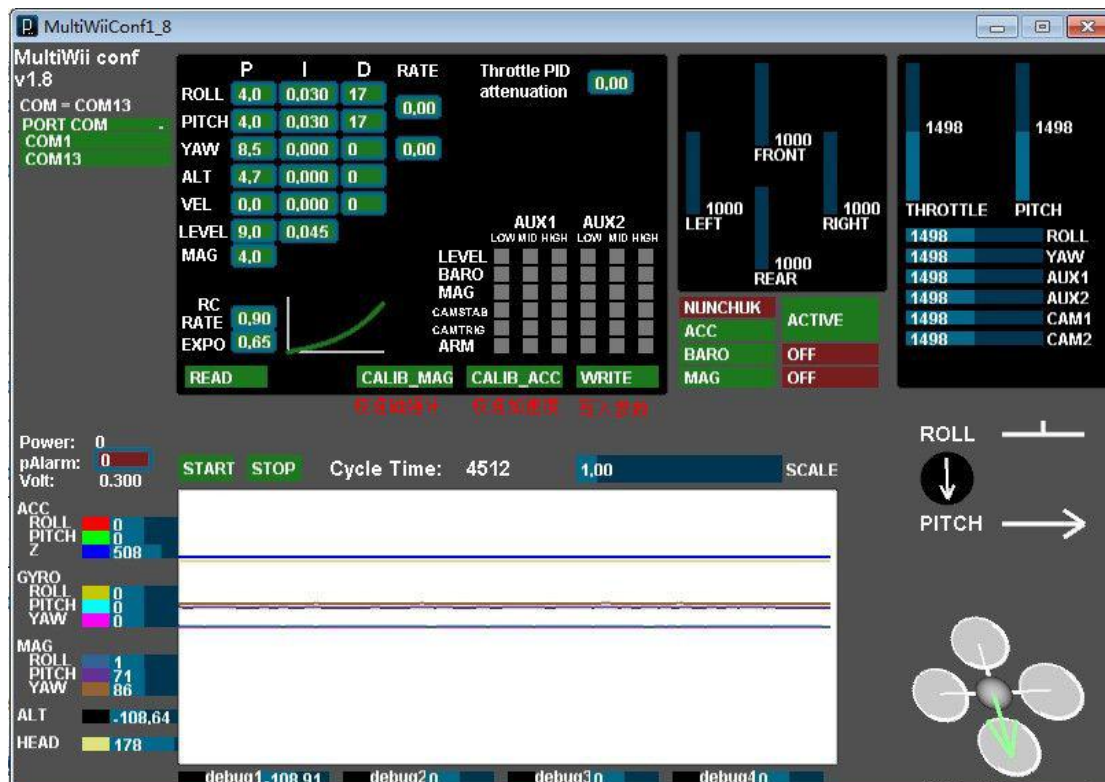 MultiWiiConf1_8
MultiWii conf
v1.8
COM = COM13
PORT COM -
COM1
COM13
P I D RATE
ROLL 4,0 0,030 17
0,00
PITCH 4,0 0,030 17
YAW 8,5 0,000 0 0,00
ALT 4,7 0,000 0
VEL 0,0 0,000 0
LEVEL 9,0 0,045
MAG 4,0
Throttle PID
attenuation 0,00
AUX1 AUX2
LOW MID HIGH LOW MID HIGH
LEVEL
BARO
MAG
CAMSTAB
CAMTRIG
ARM
RC
RATE 0,90
EXPO 0,65
READ CALIB_MAG CALIB_ACC WRITE
1000
FRONT
1000
LEFT
1000
RIGHT
1000
REAR
NUNCHUK
ACC ACTIVE
BARO OFF
MAG OFF
1498 1498
THROTTLE PITCH
1498 ROLL
1498 YAW
1498 AUX1
1498 AUX2
1498 CAM1
1498 CAM2
Power: 0
pAlarm: 0
Volt: 0.300
START STOP Cycle Time: 4512 1,00 SCALE
ROLL
PITCH
ACC
ROLL 0
PITCH 0
Z 508
GYRO
ROLL 0
PITCH 0
YAW 0
MAG
ROLL 1
PITCH 71
YAW 86
ALT -108,64
HEAD 178
debug1 -108,91 debug2 0 debug3 0 debug4 0